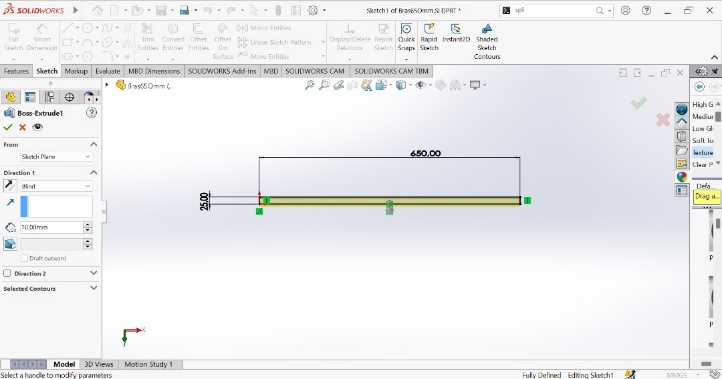 SOLIDWORKS
Sketch1 of Bras650mm.SLDPRT *
spli
Exit Sketch
Smart Dimension
Trim Entities
Convert Entities
Offset Entities
Offset On Surface
Mirror Entities
Linear Sketch Pattern
Move Entities
Display/Delete Relations
Repair Sketch
Quick Snaps
Rapid Sketch
Instant2D
Shaded Sketch Contours
Features
Sketch
Markup
Evaluate
MBD Dimensions
SOLIDWORKS Add-Ins
MBD
SOLIDWORKS CAM
SOLIDWORKS CAM TBM
Bras650mm (.
Boss-Extrude1
From
Sketch Plane
Direction 1
Blind
10.00mm
Draft outward
Direction 2
Selected Contours
650.00
25.00
X
Y
High G
Mediur
Low Gl
Soft To
Texture
Clear P
Defa...
Drag a...
P
P
Model
3D Views
Motion Study 1
Select a handle to modify parameters
Fully Defined
Editing Sketch1
MMGS